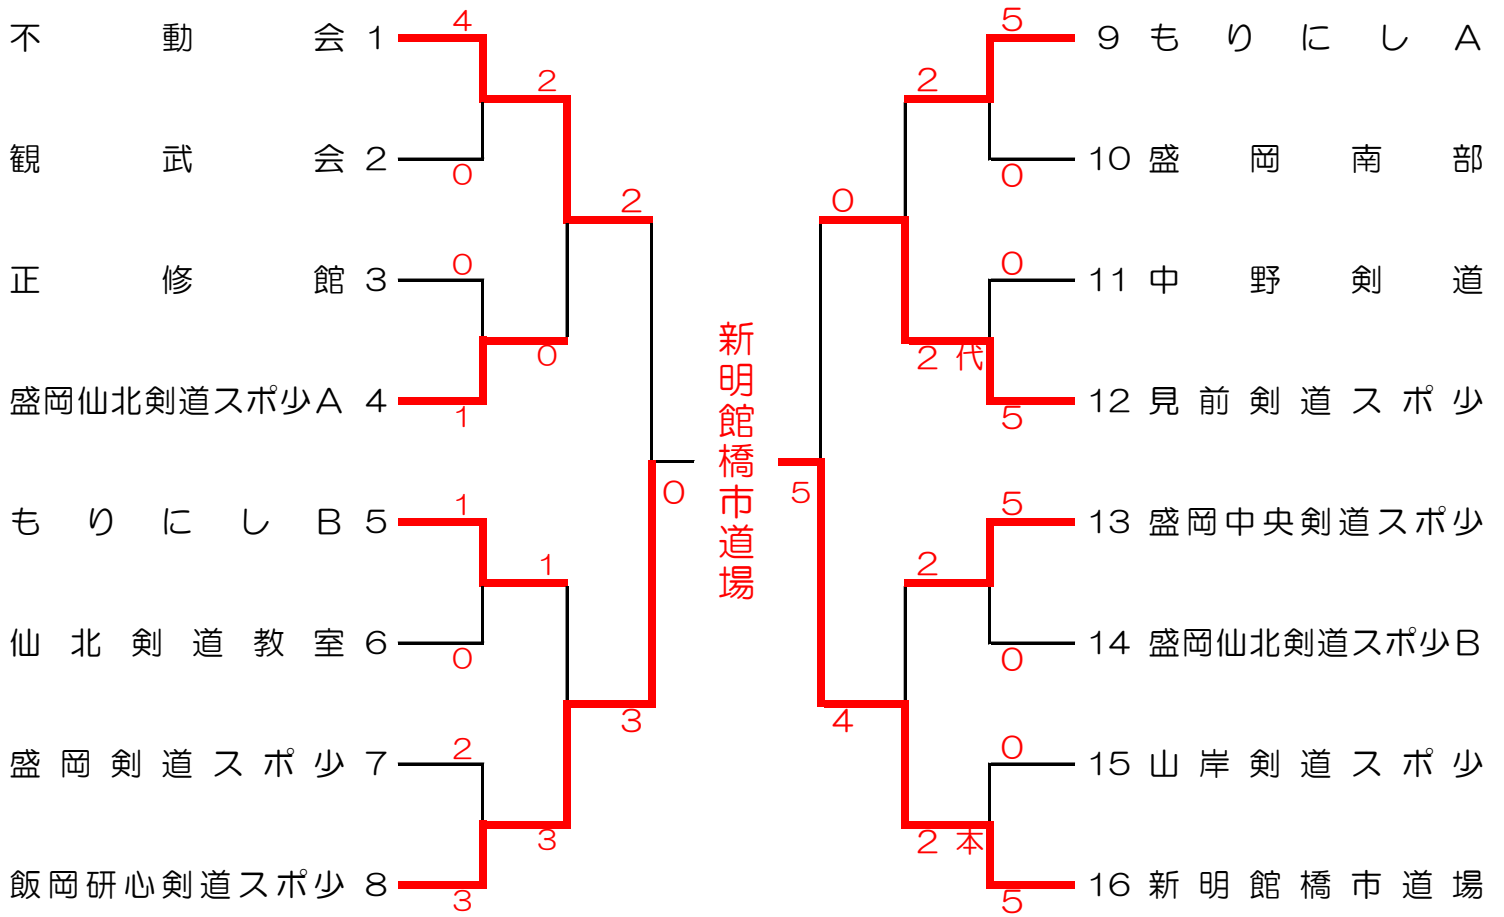 不動会 1
4
2
観武会 2
0
2
正修館 3
0
0
盛岡仙北剣道スポ少A 4
1
もりにしB 5
1
1
仙北剣道教室 6
0
3
盛岡剣道スポ少 7
2
3
飯岡研心剣道スポ少 8
3
0
新明館橋市道場
5
5
9 もりにしA
2
0
10 盛岡南部
0
0
11 中野剣道
2 代
12 見前剣道スポ少
5
5
13 盛岡中央剣道スポ少
2
14 盛岡仙北剣道スポ少B
0
4
0
15 山岸剣道スポ少
2 本
16 新明館橋市道場
5